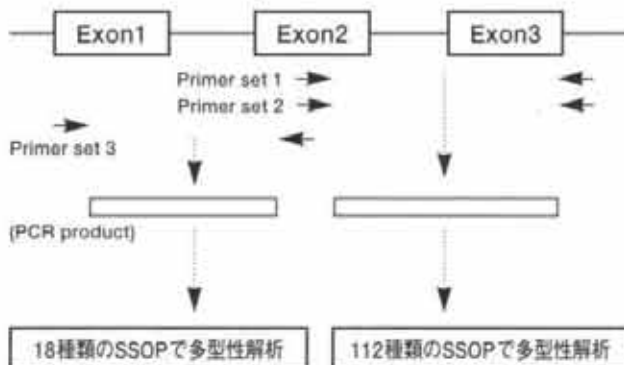 Exon1
Exon2
Exon3
Primer set 1
Primer set 2
Primer set 3
(PCR product)
18種類のSSOPで多型性解析
112種類のSSOPで多型性解析